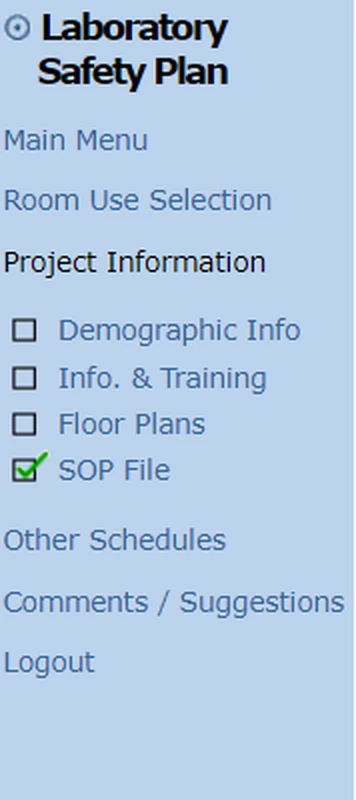 Laboratory
Safety Plan
Main Menu
Room Use Selection
Project Information
Demographic Info
Info. & Training
Floor Plans
SOP File
Other Schedules
Comments / Suggestions
Logout